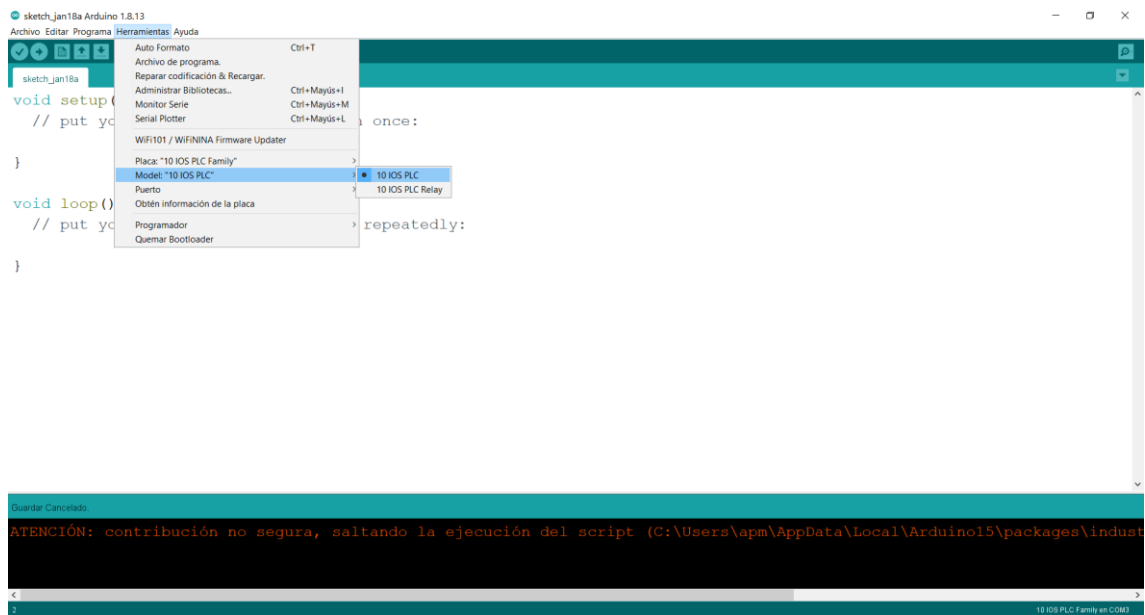 sketch_jan18a Arduino 1.8.13
Archivo Editar Programa Herramientas Ayuda
sketch_jan18a
Auto Formato Ctrl+T
Archivo de programa.
Reparar codificación & Recargar.
Administrar Bibliotecas... Ctrl+Mayús+I
Monitor Serie Ctrl+Mayús+M
Serial Plotter Ctrl+Mayús+L
WiFi101 / WiFiNINA Firmware Updater
Placa: "10 IOS PLC Family"
Model: "10 IOS PLC"
10 IOS PLC
10 IOS PLC Relay
Puerto
Obtén información de la placa
Programador
Quemar Bootloader
void setup(
// put yo once:
}
void loop()
// put yo repeatedly:
}
Guardar Cancelado.
ATENCIÓN: contribución no segura, saltando la ejecución del script (C:\Users\apm\AppData\Local\Arduino15\packages\indust
2 10 IOS PLC Family en COM3